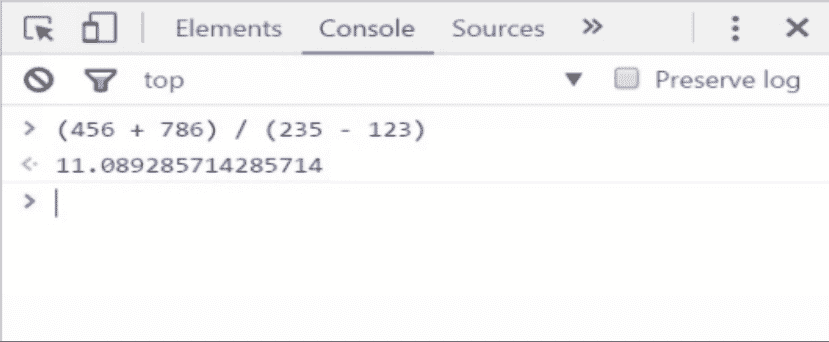 Elements Console Sources »
top ▼ Preserve log
> (456 + 786) / (235 - 123)
11.089285714285714
>